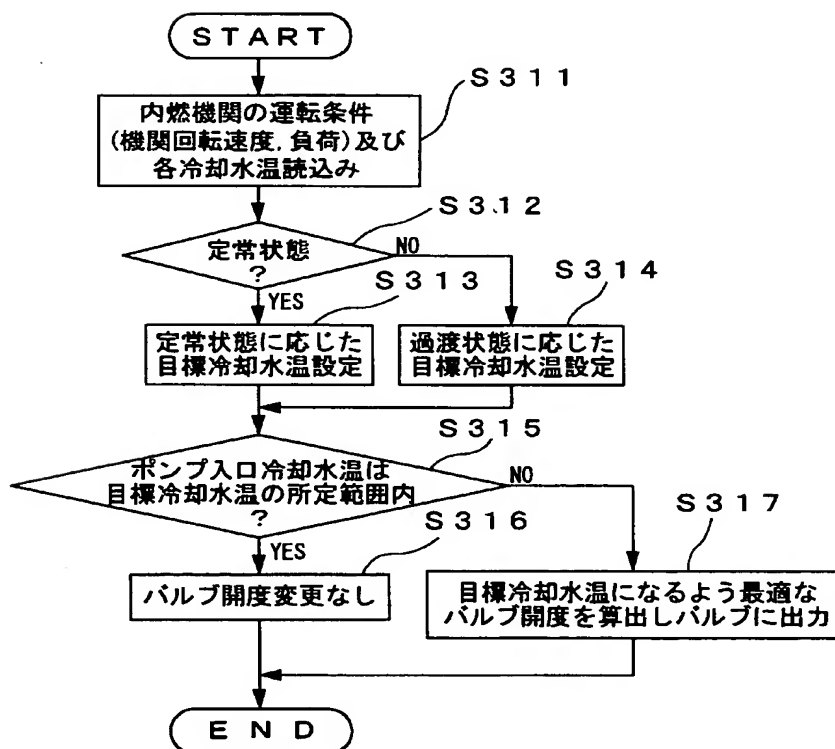 START
S311
内燃機関の運転条件
(機関回転速度,負荷)及び
各冷却水温読込み
S312
定常状態
?
NO
YES
S313
S314
定常状態に応じた
目標冷却水温設定
過渡状態に応じた
目標冷却水温設定
S315
ポンプ入口冷却水温は
目標冷却水温の所定範囲内
?
NO
YES
S316
S317
バルブ開度変更なし
目標冷却水温になるよう最適な
バルブ開度を算出しバルブに出力
END